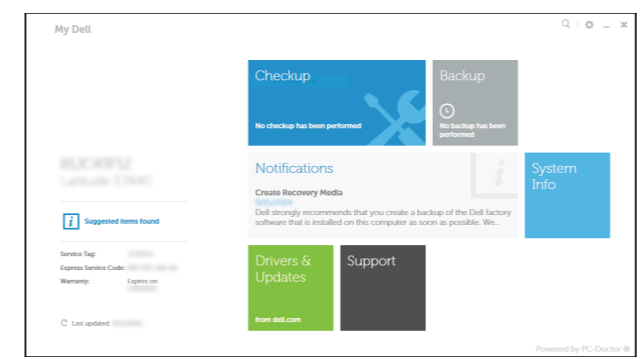 My Dell
Checkup
No checkup has been performed
Backup
No backup has been
performed
Suggested items found
Service Tag:
Express Service Code:
Warranty:
Expires on
Last updated:
Notifications
Create Recovery Media
Dell strongly recommends that you create a backup of the Dell factory
software that is installed on this computer as soon as possible. We...
System
Info
Drivers &
Updates
from dell.com
Support
Powered by PC-Doctor ®